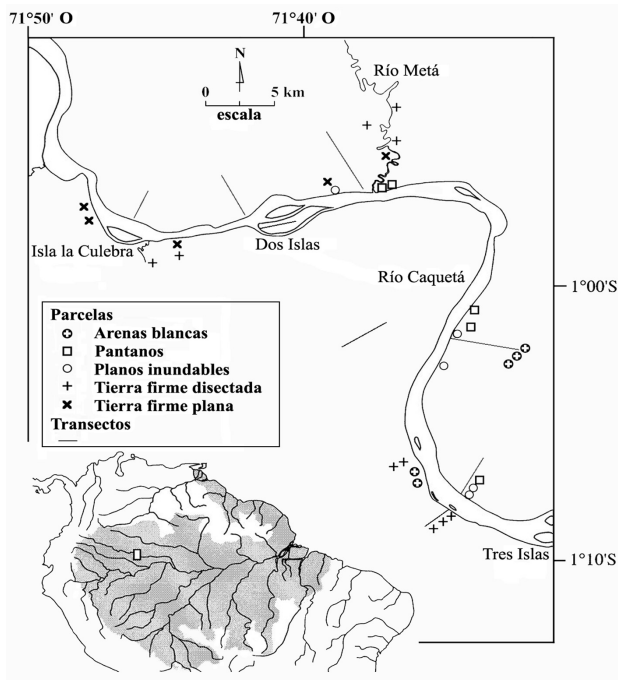 71°50' O
71°40' O
N
0
5 km
escala
Río Metá
Isla la Culebra
Dos Islas
Río Caquetá
1°00'S
Parcelas
Arenas blancas
Pantanos
Planos inundables
Tierra firme disectada
Tierra firme plana
Transectos
Tres Islas
1°10'S